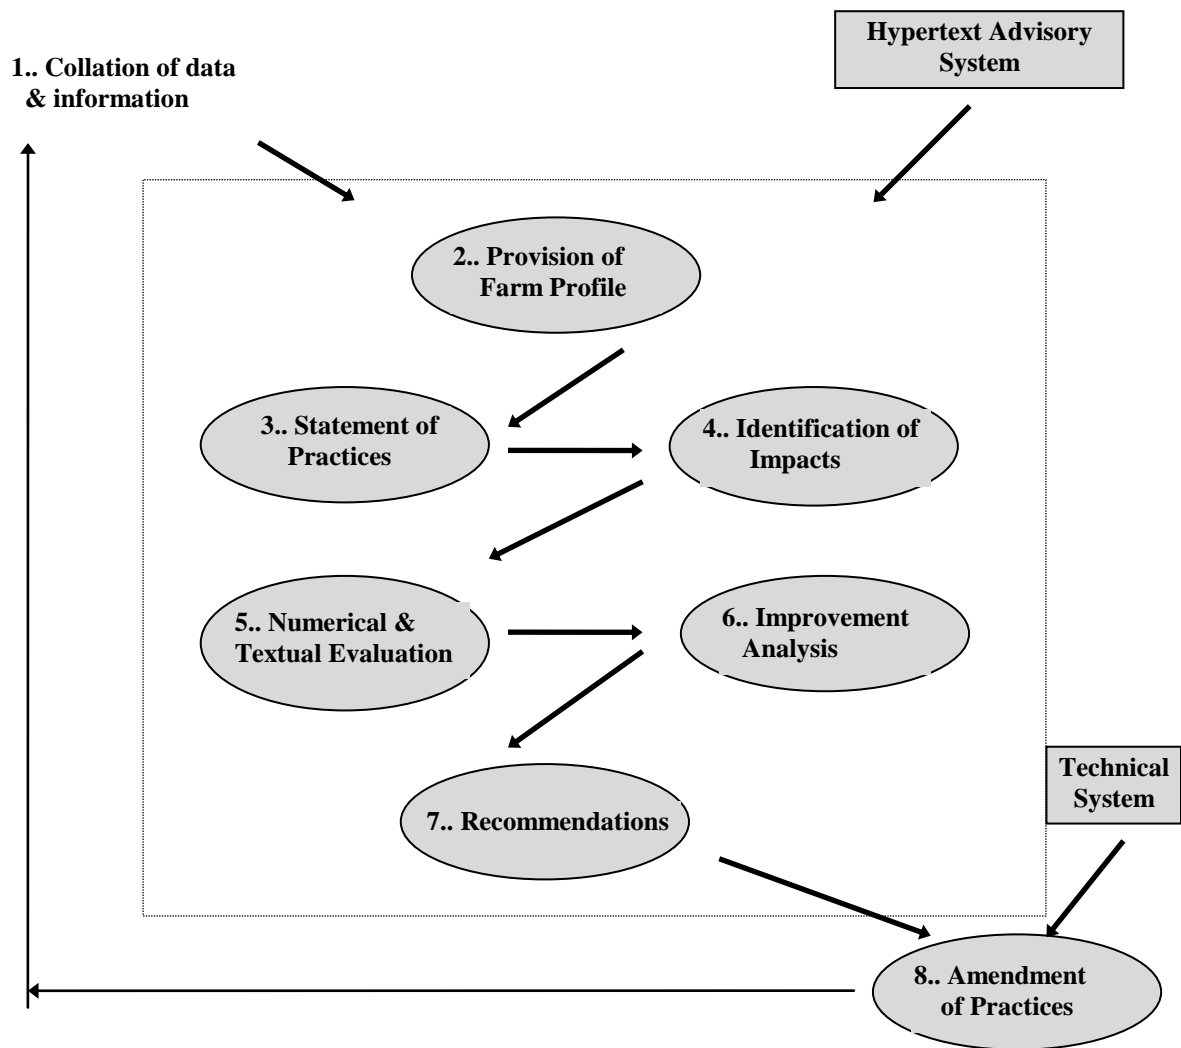 Hypertext Advisory
System
1.. Collation of data
& information
2.. Provision of
Farm Profile
3.. Statement of
Practices
4.. Identification of
Impacts
5.. Numerical &
Textual Evaluation
6.. Improvement
Analysis
Technical
System
7.. Recommendations
8.. Amendment
of Practices